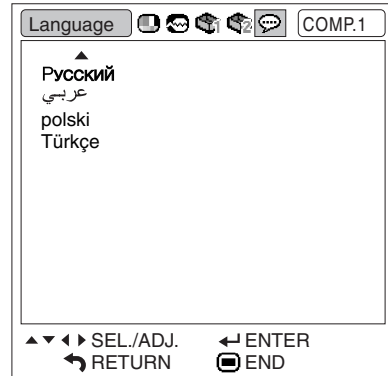 Language COMP.1
Русский
عربي
polski
Türkçe
SEL./ADJ. ENTER
RETURN END